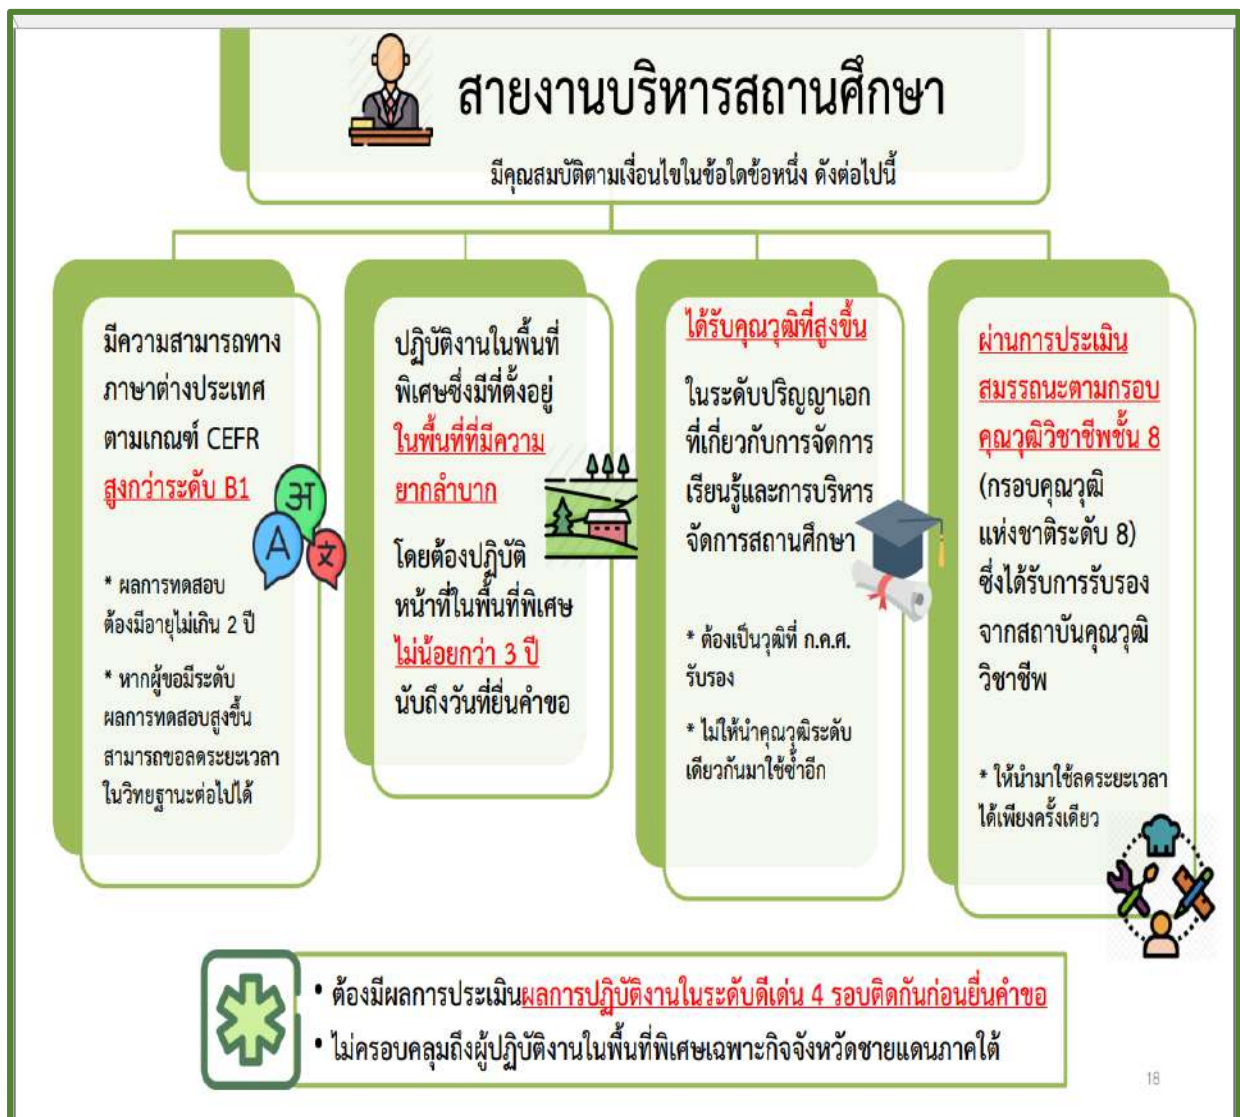 สายงานบริหารสถานศึกษา
มีคุณสมบัติตามเงื่อนไขในข้อใดข้อหนึ่ง ดังต่อไปนี้
มีความสามารถทาง
ภาษาต่างประเทศ
ตามเกณฑ์ CEFR
สูงกว่าระดับ B1
* ผลการทดสอบ
ต้องมีอายุไม่เกิน 2 ปี
* หากผู้ขอมีระดับ
ผลการทดสอบสูงขึ้น
สามารถขอลดระยะเวลา
ในวิทยฐานะต่อไปได้
अ
A
文
ปฏิบัติงานในพื้นที่
พิเศษซึ่งมีที่ตั้งอยู่
ในพื้นที่ที่มีความ
ยากลำบาก
โดยต้องปฏิบัติ
หน้าที่ในพื้นที่พิเศษ
ไม่น้อยกว่า 3 ปี
นับถึงวันที่ยื่นคำขอ
ได้รับคุณวุฒิที่สูงขึ้น
ในระดับปริญญาเอก
ที่เกี่ยวกับการจัดการ
เรียนรู้และการบริหาร
จัดการสถานศึกษา
* ต้องเป็นวุฒิที่ ก.ค.ศ.
รับรอง
* ไม่ให้นำคุณวุฒิระดับ
เดียวกันมาใช้ซ้ำอีก
ผ่านการประเมิน
สมรรถนะตามกรอบ
คุณวุฒิวิชาชีพชั้น 8
(กรอบคุณวุฒิ
แห่งชาติระดับ 8)
ซึ่งได้รับการรับรอง
จากสถาบันคุณวุฒิ
วิชาชีพ
* ให้นำมาใช้ลดระยะเวลา
ได้เพียงครั้งเดียว
• ต้องมีผลการประเมินผลการปฏิบัติงานในระดับดีเด่น 4 รอบติดกันก่อนยื่นคำขอ
• ไม่ครอบคลุมถึงผู้ปฏิบัติงานในพื้นที่พิเศษเฉพาะกิจจังหวัดชายแดนภาคใต้
18